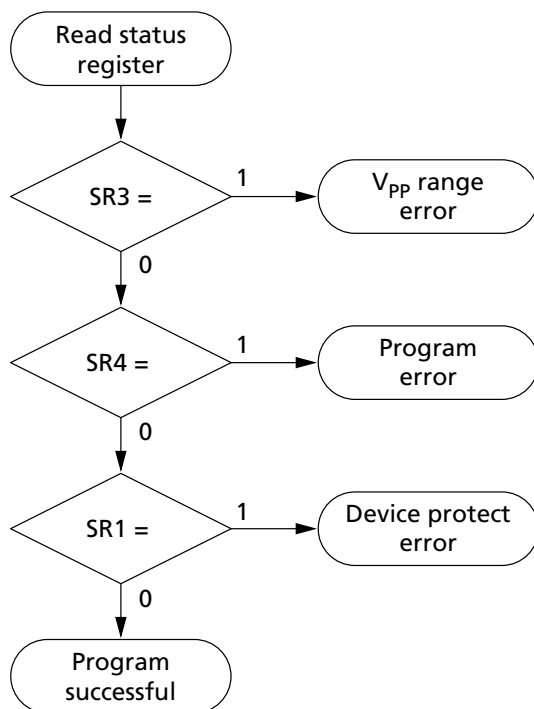 Read status
register
SR3 =
1
V_PP range
error
0
SR4 =
1
Program
error
0
SR1 =
1
Device protect
error
0
Program
successful